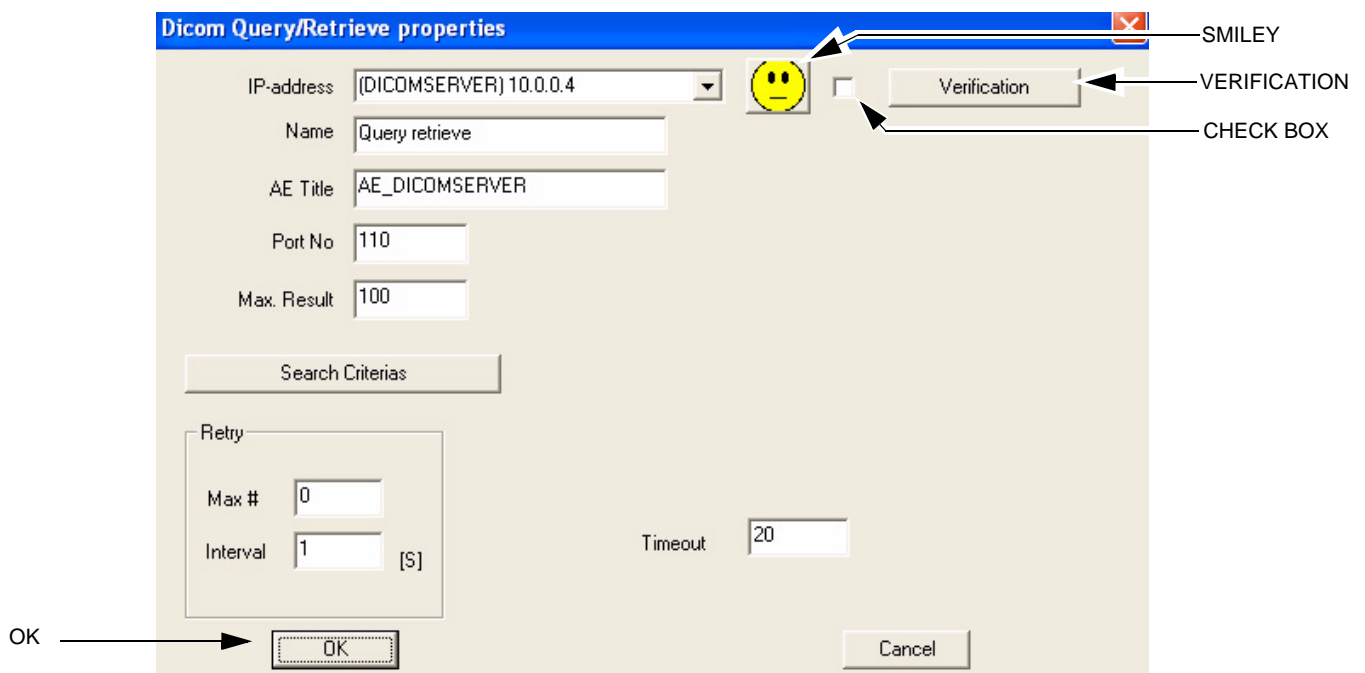 Dicom Query/Retrieve properties
SMILEY
IP-address (DICOMSERVER) 10.0.0.4 Verification
VERIFICATION
CHECK BOX
Name Query retrieve
AE Title AE_DICOMSERVER
Port No 110
Max. Result 100
Search Criterias
Retry
Max # 0
Interval 1 [S]
Timeout 20
OK
OK Cancel